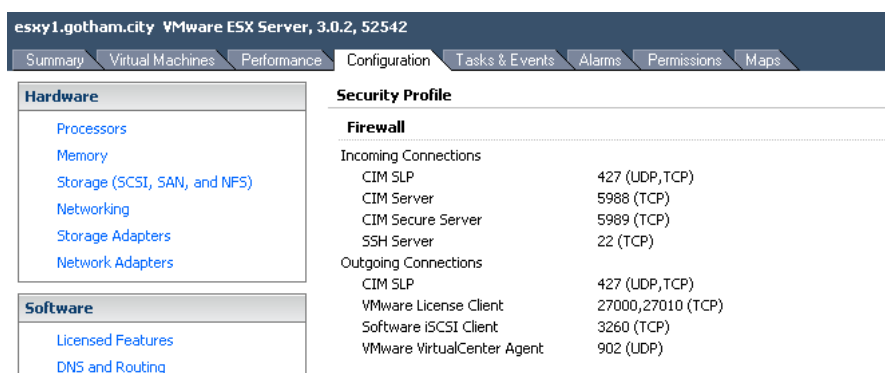 esxy1.gotham.city VMware ESX Server, 3.0.2, 52542
Summary Virtual Machines Performance Configuration Tasks & Events Alarms Permissions Maps
Hardware
Processors
Memory
Storage (SCSI, SAN, and NFS)
Networking
Storage Adapters
Network Adapters
Software
Licensed Features
DNS and Routing
Security Profile
Firewall
Incoming Connections
CIM SLP 427 (UDP,TCP)
CIM Server 5988 (TCP)
CIM Secure Server 5989 (TCP)
SSH Server 22 (TCP)
Outgoing Connections
CIM SLP 427 (UDP,TCP)
VMware License Client 27000,27010 (TCP)
Software iSCSI Client 3260 (TCP)
VMware VirtualCenter Agent 902 (UDP)